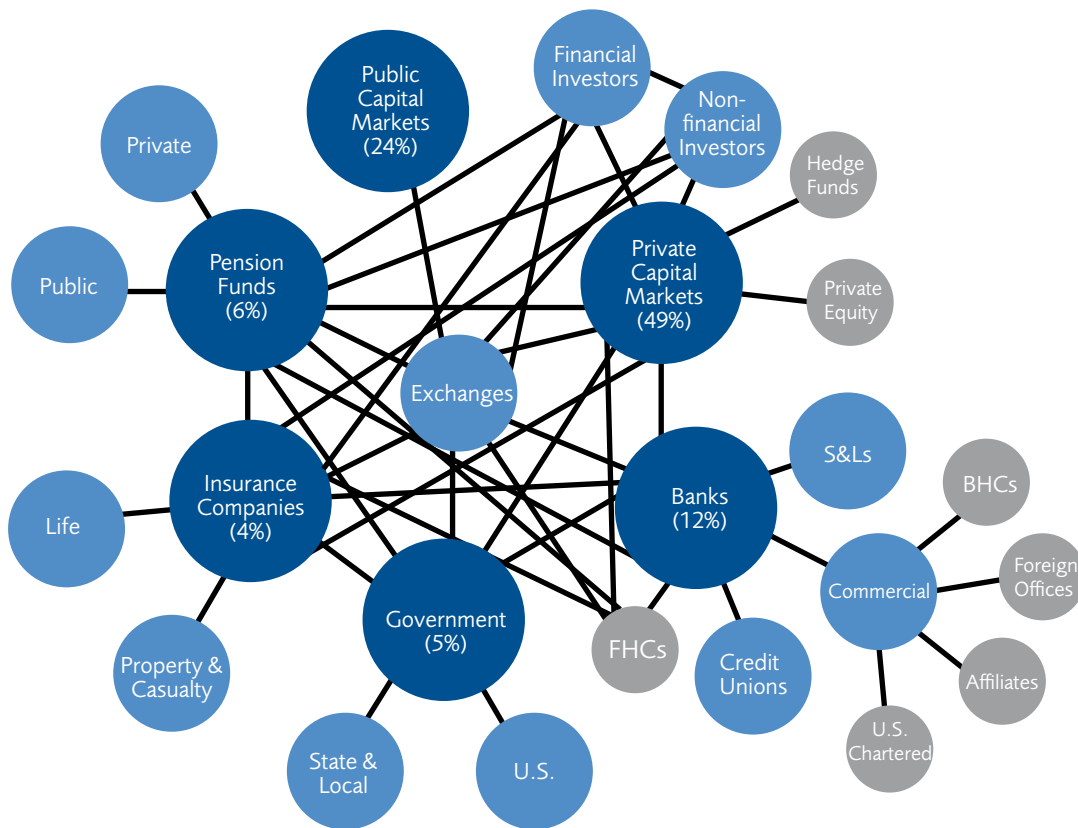 Public
Capital
Markets
(24%)
Financial
Investors
Non-
financial
Investors
Private
Hedge
Funds
Public
Pension
Funds
(6%)
Private
Capital
Markets
(49%)
Private
Equity
Exchanges
S&Ls
Insurance
Companies
(4%)
Banks
(12%)
BHCs
Life
Foreign
Offices
Commercial
Government
(5%)
FHCs
Property &
Casualty
Credit
Unions
Affiliates
U.S.
Chartered
State &
Local
U.S.